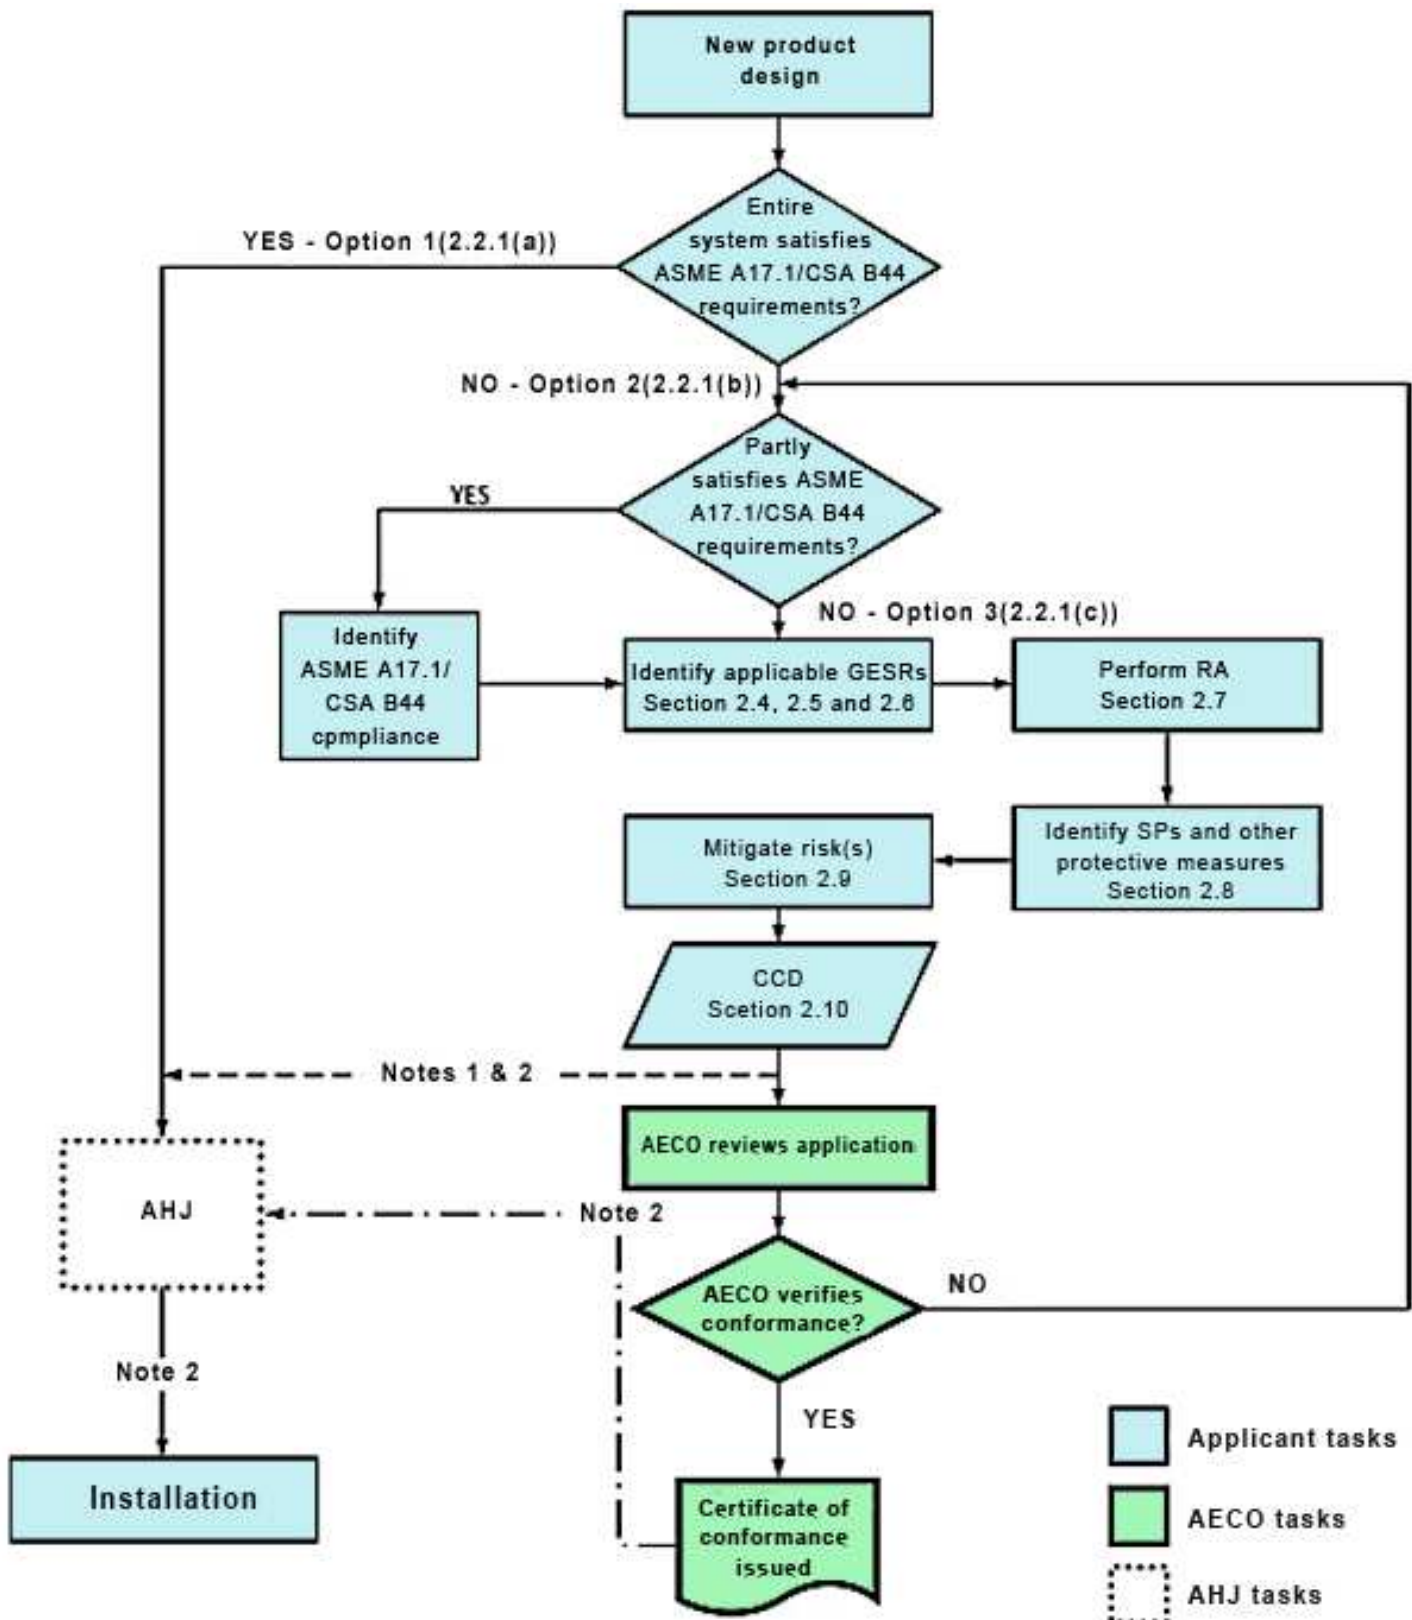 New product
design
Entire
system satisfies
ASME A17.1/CSA B44
requirements?
YES - Option 1(2.2.1(a))
NO - Option 2(2.2.1(b))
Partly
satisfies ASME
A17.1/CSA B44
requirements?
YES
NO - Option 3(2.2.1(c))
Identify
ASME A17.1/
CSA B44
cpmpliance
Identify applicable GESRs
Section 2.4, 2.5 and 2.6
Perform RA
Section 2.7
Identify SPs and other
protective measures
Section 2.8
Mitigate risk(s)
Section 2.9
CCD
Scetion 2.10
Notes 1 & 2
AECO reviews application
AHJ
Note 2
AECO verifies
conformance?
NO
YES
Note 2
Installation
Certificate of
conformance
issued
Applicant tasks
AECO tasks
AHJ tasks